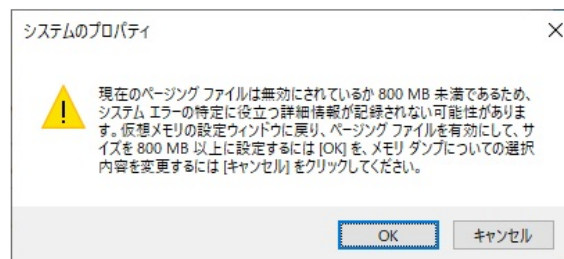 システムのプロパティ
現在のページング ファイルは無効にされているか 800 MB 未満であるため、
システム エラーの特定に役立つ詳細情報が記録されない可能性がありま
す。仮想メモリの設定ウィンドウに戻り、ページング ファイルを有効にして、サ
イズを 800 MB 以上に設定するには [OK] を、メモリ ダンプについての選択
内容を変更するには [キャンセル] をクリックしてください。
OK
キャンセル